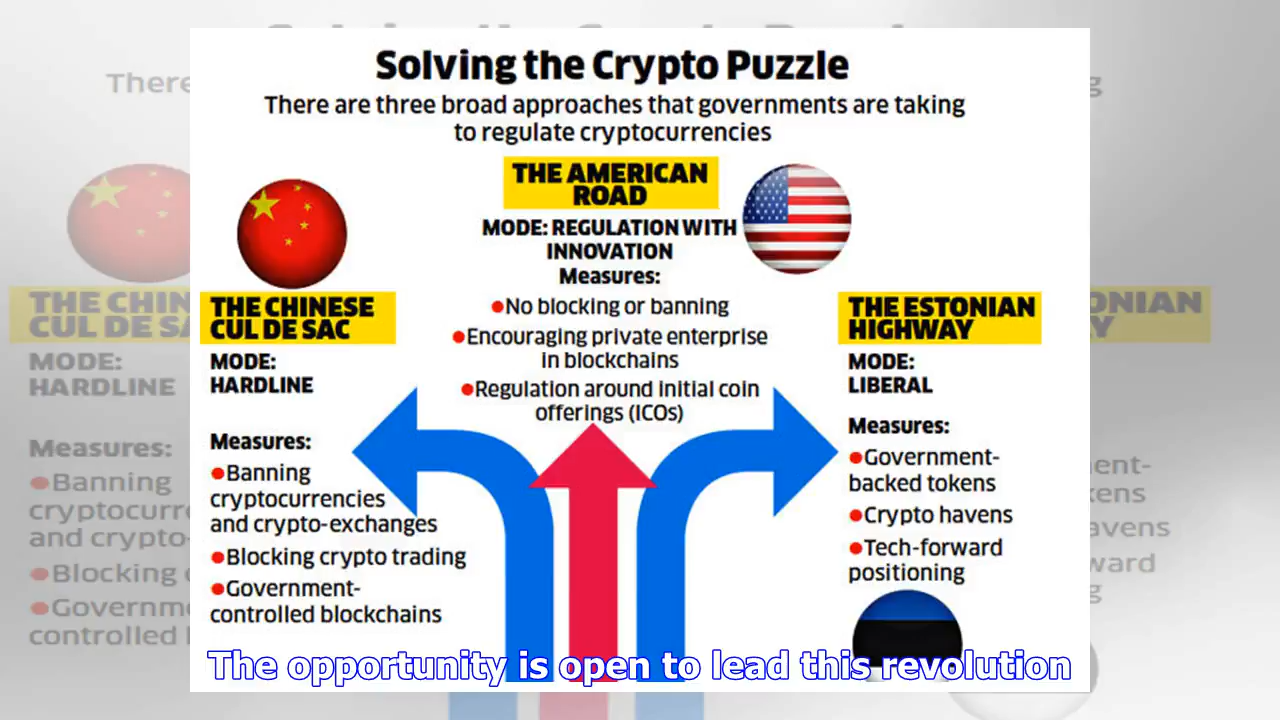 Solving the Crypto Puzzle
There are three broad approaches that governments are taking
to regulate cryptocurrencies
THE AMERICAN
ROAD
MODE: REGULATION WITH
INNOVATION
Measures:
●No blocking or banning
●Encouraging private enterprise
in blockchains
●Regulation around initial coin
offerings (ICOs)
THE CHINESE
CUL DE SAC
MODE:
HARDLINE
Measures:
●Banning
cryptocurrencies
and crypto-exchanges
●Blocking crypto trading
●Government-
controlled blockchains
THE ESTONIAN
HIGHWAY
MODE:
LIBERAL
Measures:
●Government-
backed tokens
●Crypto havens
●Tech-forward
positioning
The opportunity is open to lead this revolution